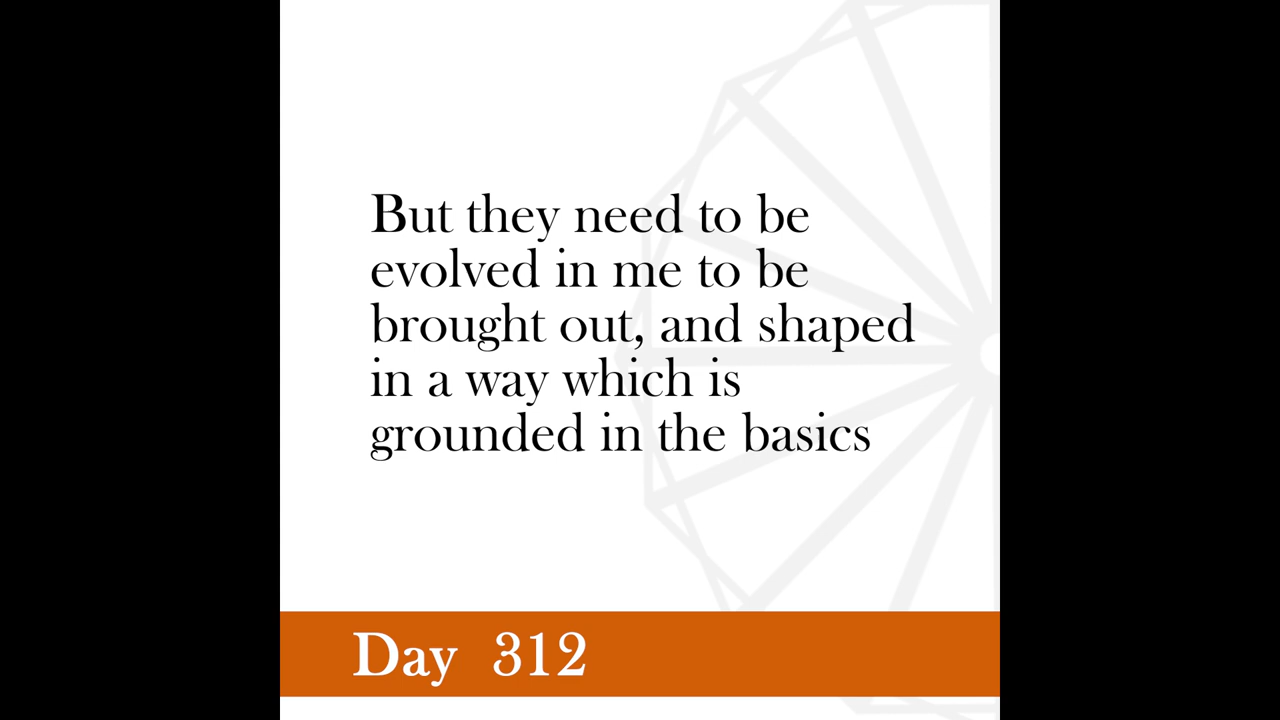 But they need to be
evolved in me to be
brought out, and shaped
in a way which is
grounded in the basics
Day 312